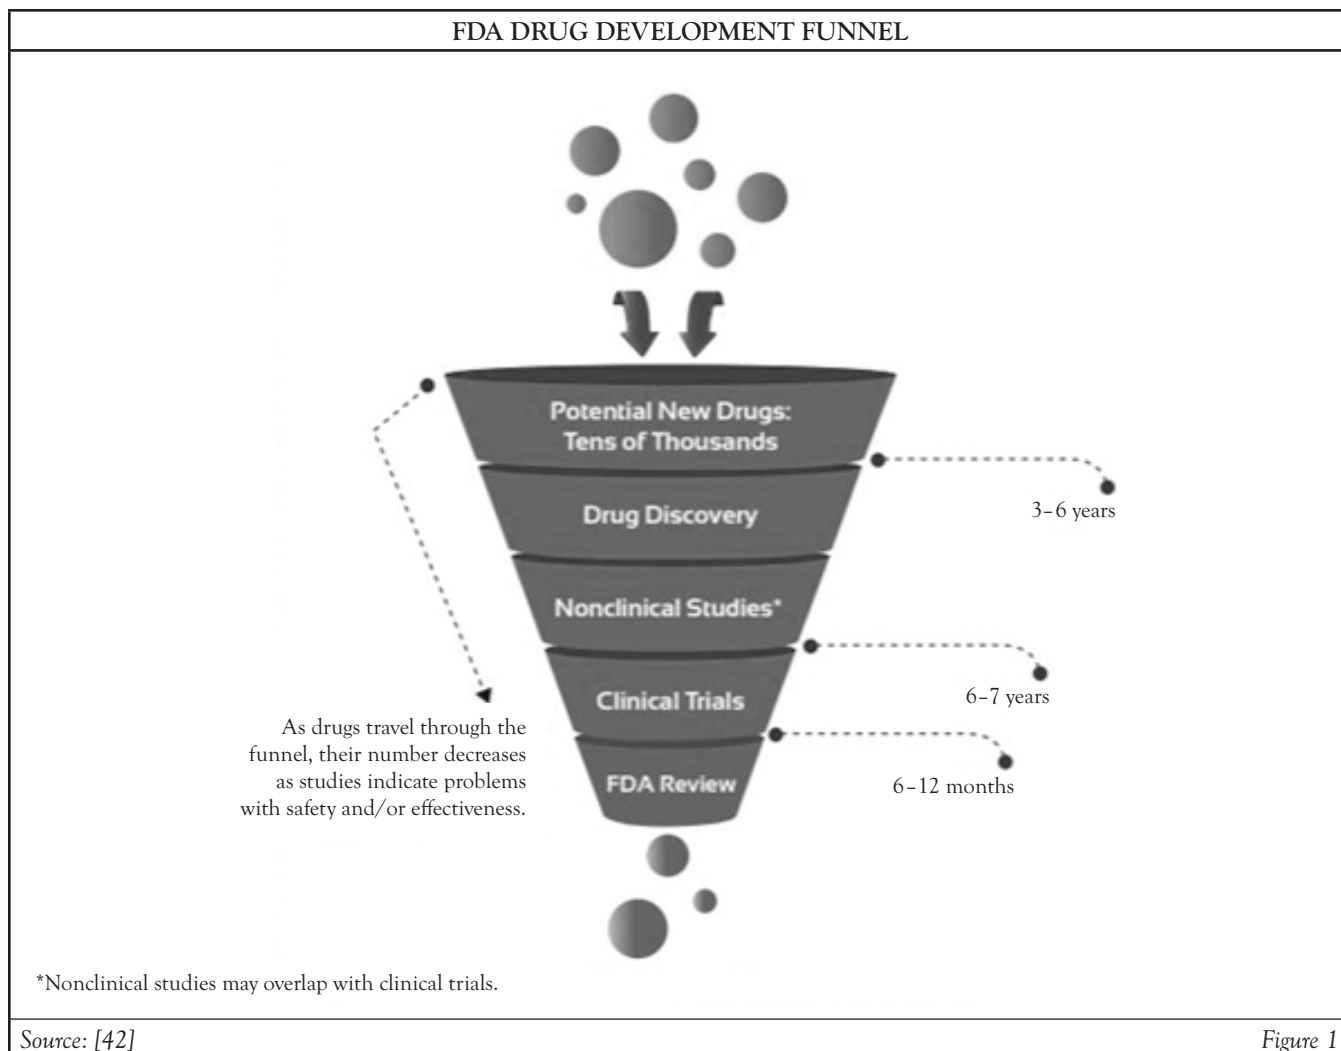 FDA DRUG DEVELOPMENT FUNNEL
Potential New Drugs:
Tens of Thousands
3–6 years
Drug Discovery
Nonclinical Studies*
6–7 years
Clinical Trials
As drugs travel through the
funnel, their number decreases
as studies indicate problems
with safety and/or effectiveness.
FDA Review
6–12 months
*Nonclinical studies may overlap with clinical trials.
Source: [42]
Figure 1